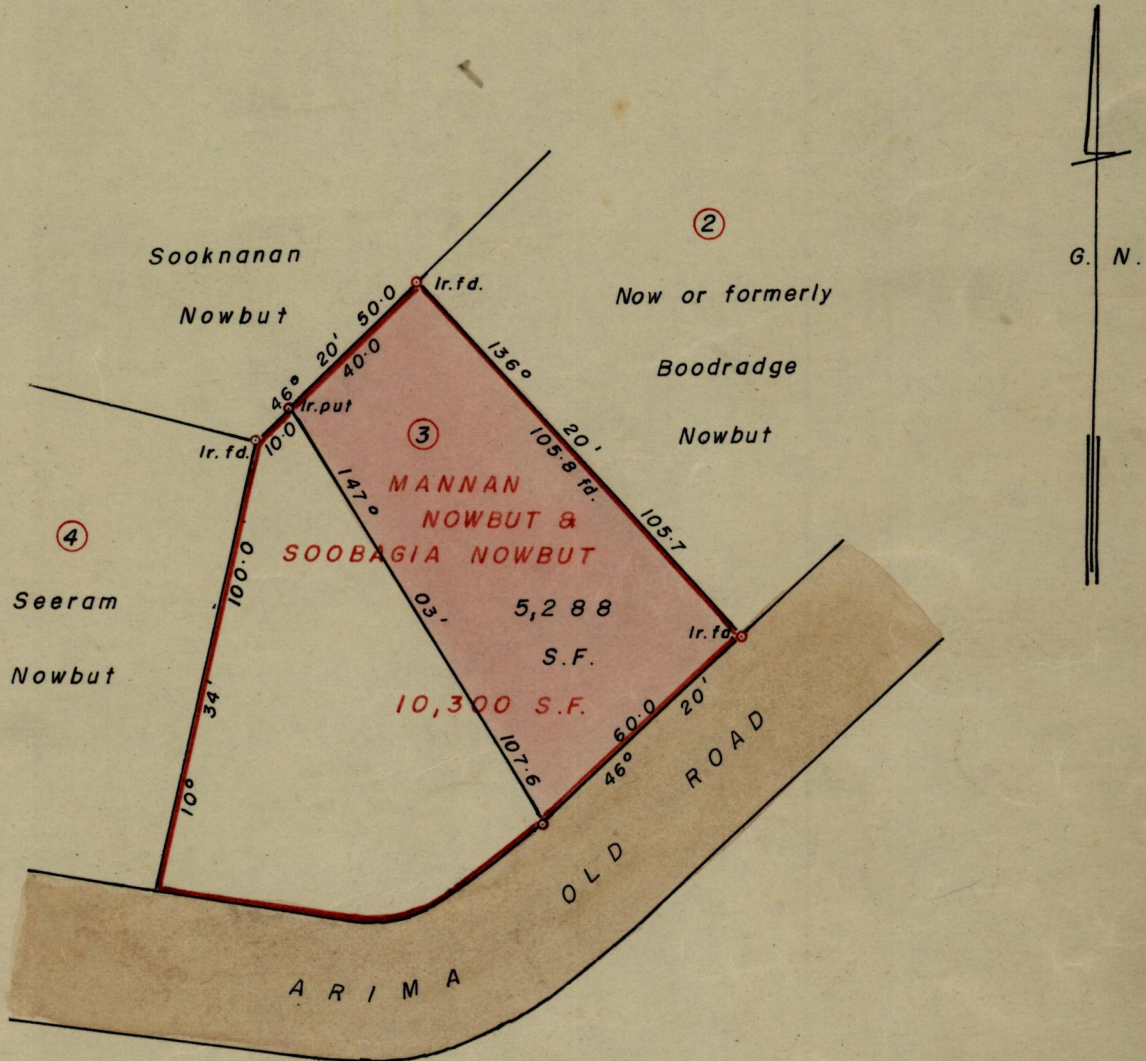 ②
G. N.
Sooknanan
Nowbut
Ir.fd.
Now or formerly
Boodradge
Nowbut
46° 20' 50.0
40.0
Ir.put
10.0
Ir. fd.
136° 20' 105.7
105.8 fd.
③
MANNAN
NOWBUT &
SOOBAGIA NOWBUT
147° 03' 107.6
④
Seeram
Nowbut
10° 34' 100.0
5,288
S.F.
Ir. fd
10,300 S.F.
60.0
46° 20'
ARIMA OLD ROAD